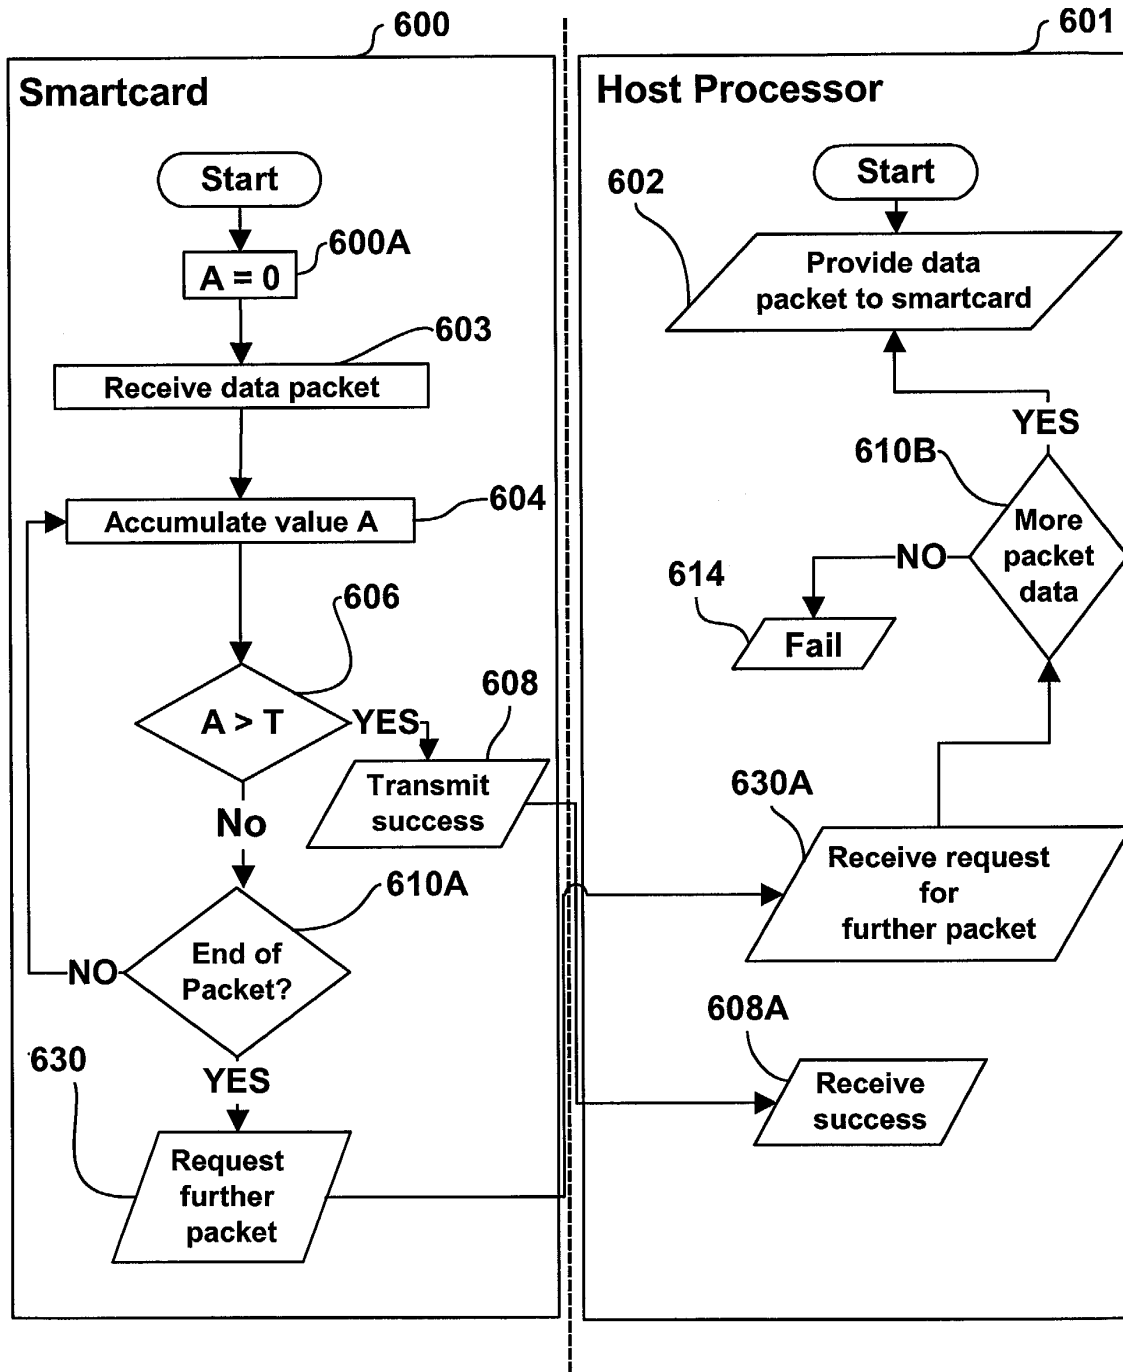 600
601
Smartcard
Start
600A
A = 0
603
Receive data packet
604
Accumulate value A
606
A > T
YES
608
Transmit
success
No
610A
End of
Packet?
NO
YES
630
Request
further
packet
Host Processor
Start
602
Provide data
packet to smartcard
YES
610B
More
packet
data
NO
614
Fail
630A
Receive request
for
further packet
608A
Receive
success